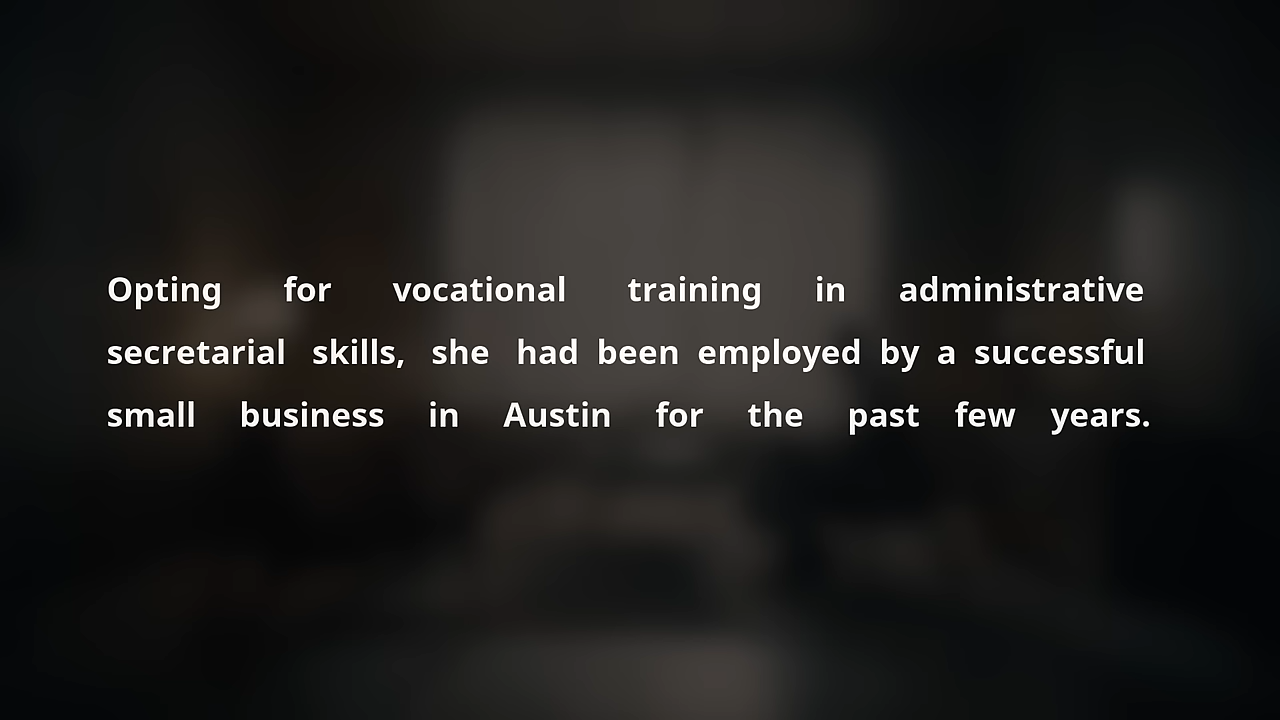 Opting for vocational training in administrative
secretarial skills, she had been employed by a successful
small business in Austin for the past few years.